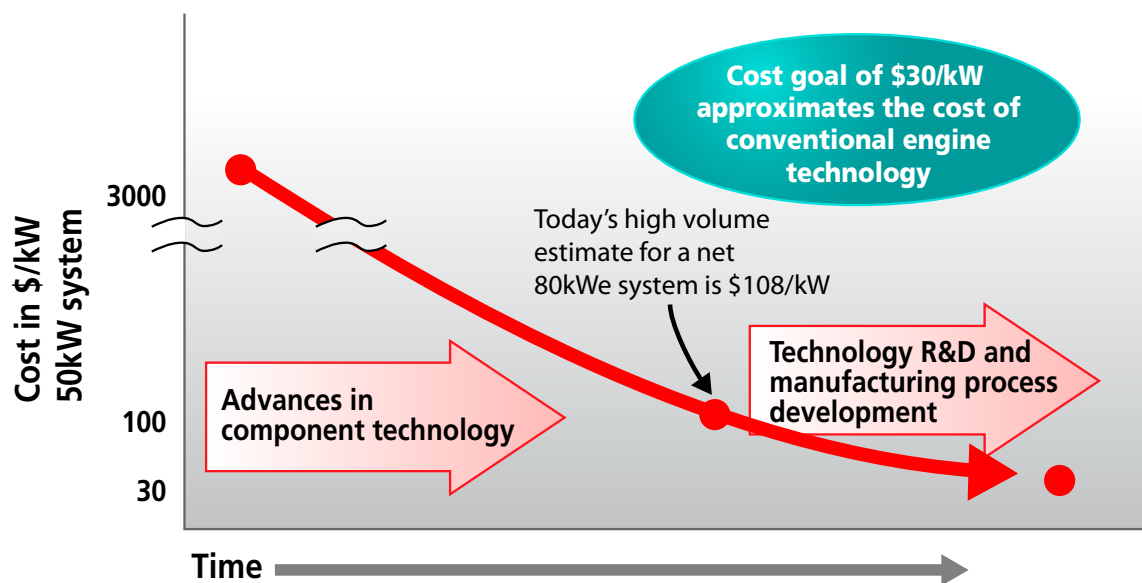 Cost goal of $30/kW
approximates the cost of
conventional engine
technology
3000
Cost in $/kW
50kW system
Today’s high volume
estimate for a net
80kWe system is $108/kW
Technology R&D and
manufacturing process
development
Advances in
component technology
100
30
Time